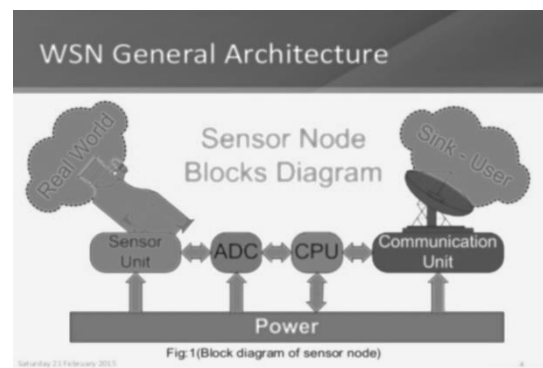 WSN General Architecture
Sensor Node
Blocks Diagram
Real World
Sink - User
Sensor
Unit
ADC
CPU
Communication
Unit
Power
Fig:1(Block diagram of sensor node)
Saturday 21 February 2015